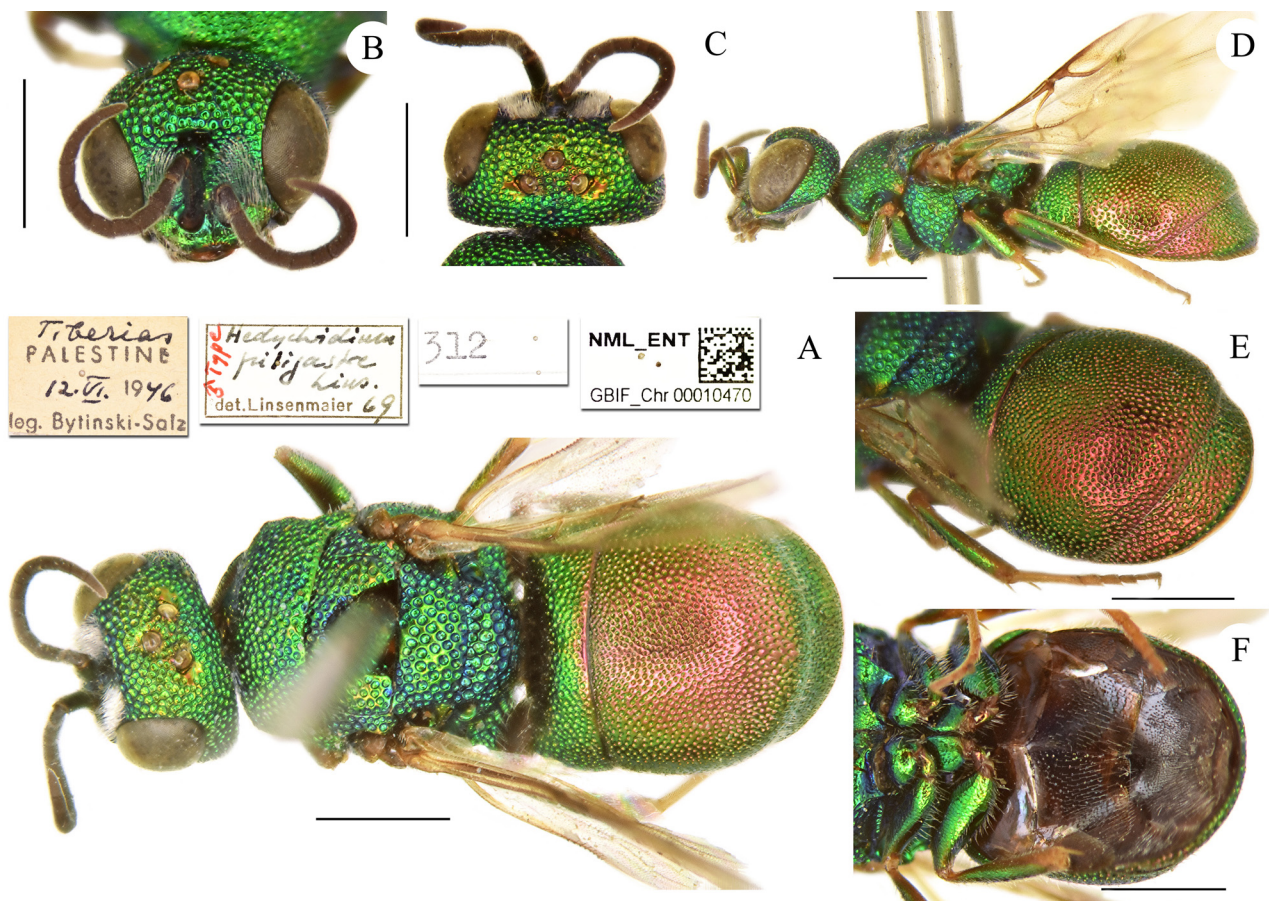 B
C
D
Tiberias
PALESTINE
12. VI. 1946
leg. Bytinski-Salz
♂ Type
Hedychridium
piligastre
Lins.
det. Linsenmaier 69
312
NML_ENT
GBIF_Chr 00010470
A
E
F